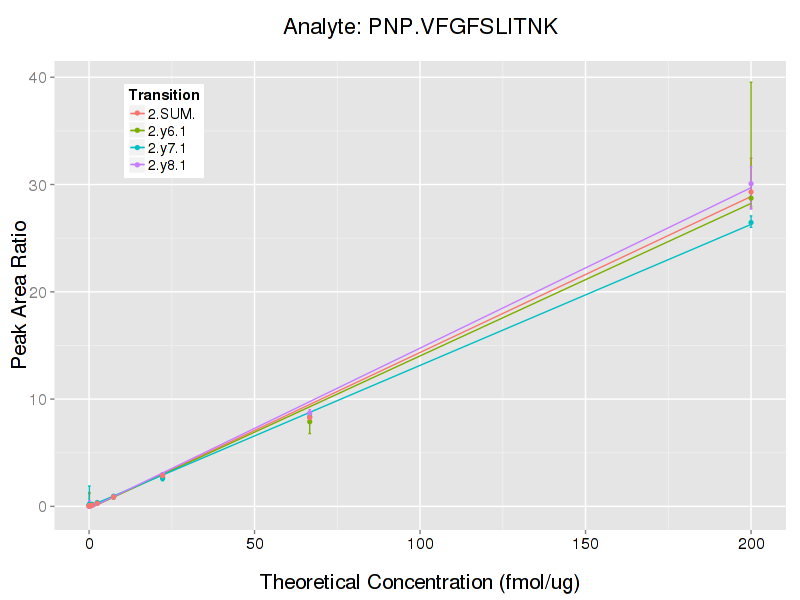 Analyte: PNP.VFGFSLITNK
Transition
2.SUM.
2.y6.1
2.y7.1
2.y8.1
Peak Area Ratio
40
30
20
10
0
0 50 100 150 200
Theoretical Concentration (fmol/ug)